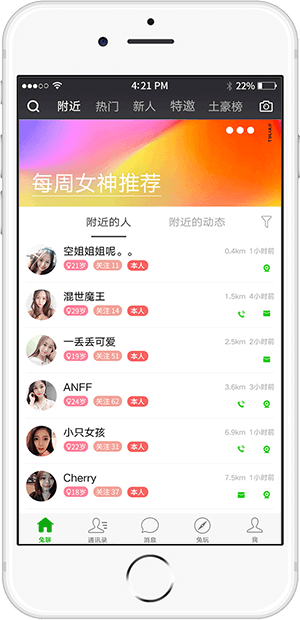 4:21 PM 22%
附近 热门 新人 特邀 土豪榜
每周女神推荐
附近的人 附近的动态
空姐姐姐呢。。 0.4km 1小时前
21岁 关注 11 本人
混世魔王 1.5km 4小时前
29岁 关注 14 本人
一丢丢可爱 2.5km 2小时前
19岁 关注 51 本人
ANFF 3.6km 3小时前
24岁 关注 62 本人
小只女孩 6.9km 1小时前
22岁 关注 31 本人
Cherry 7.5km 1小时前
18岁 关注 37 本人
兔聊 通讯录 消息 兔玩 我